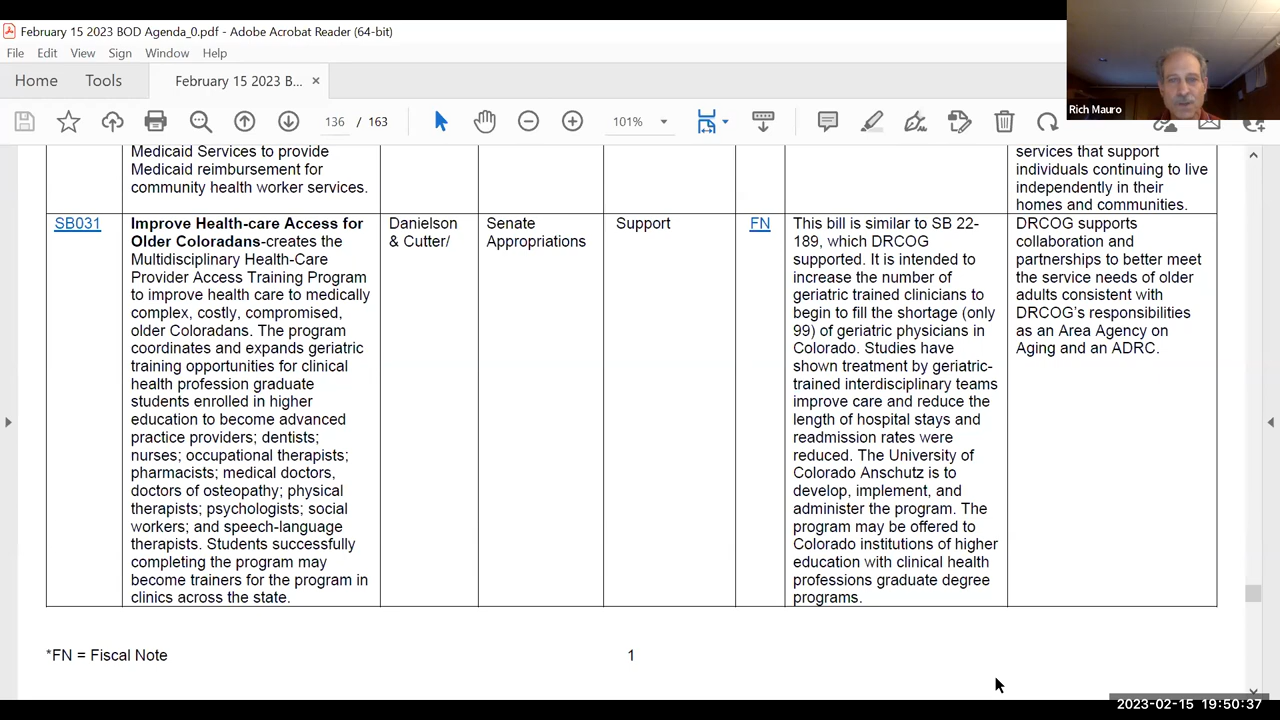 February 15 2023 BOD Agenda_0.pdf - Adobe Acrobat Reader (64-bit)
File Edit View Sign Window Help
Home Tools February 15 2023 B... ×
136 / 163 101%
Rich Mauro
Medicaid Services to provide
Medicaid reimbursement for
community health worker services.
services that support
individuals continuing to live
independently in their
homes and communities.
SB031
Improve Health-care Access for
Older Coloradans-creates the
Multidisciplinary Health-Care
Provider Access Training Program
to improve health care to medically
complex, costly, compromised,
older Coloradans. The program
coordinates and expands geriatric
training opportunities for clinical
health profession graduate
students enrolled in higher
education to become advanced
practice providers; dentists;
nurses; occupational therapists;
pharmacists; medical doctors,
doctors of osteopathy; physical
therapists; psychologists; social
workers; and speech-language
therapists. Students successfully
completing the program may
become trainers for the program in
clinics across the state.
Danielson
& Cutter/
Senate
Appropriations
Support
FN
This bill is similar to SB 22-
189, which DRCOG
supported. It is intended to
increase the number of
geriatric trained clinicians to
begin to fill the shortage (only
99) of geriatric physicians in
Colorado. Studies have
shown treatment by geriatric-
trained interdisciplinary teams
improve care and reduce the
length of hospital stays and
readmission rates were
reduced. The University of
Colorado Anschutz is to
develop, implement, and
administer the program. The
program may be offered to
Colorado institutions of higher
education with clinical health
professions graduate degree
programs.
DRCOG supports
collaboration and
partnerships to better meet
the service needs of older
adults consistent with
DRCOG's responsibilities
as an Area Agency on
Aging and an ADRC.
*FN = Fiscal Note
1
2023-02-15 19:50:37